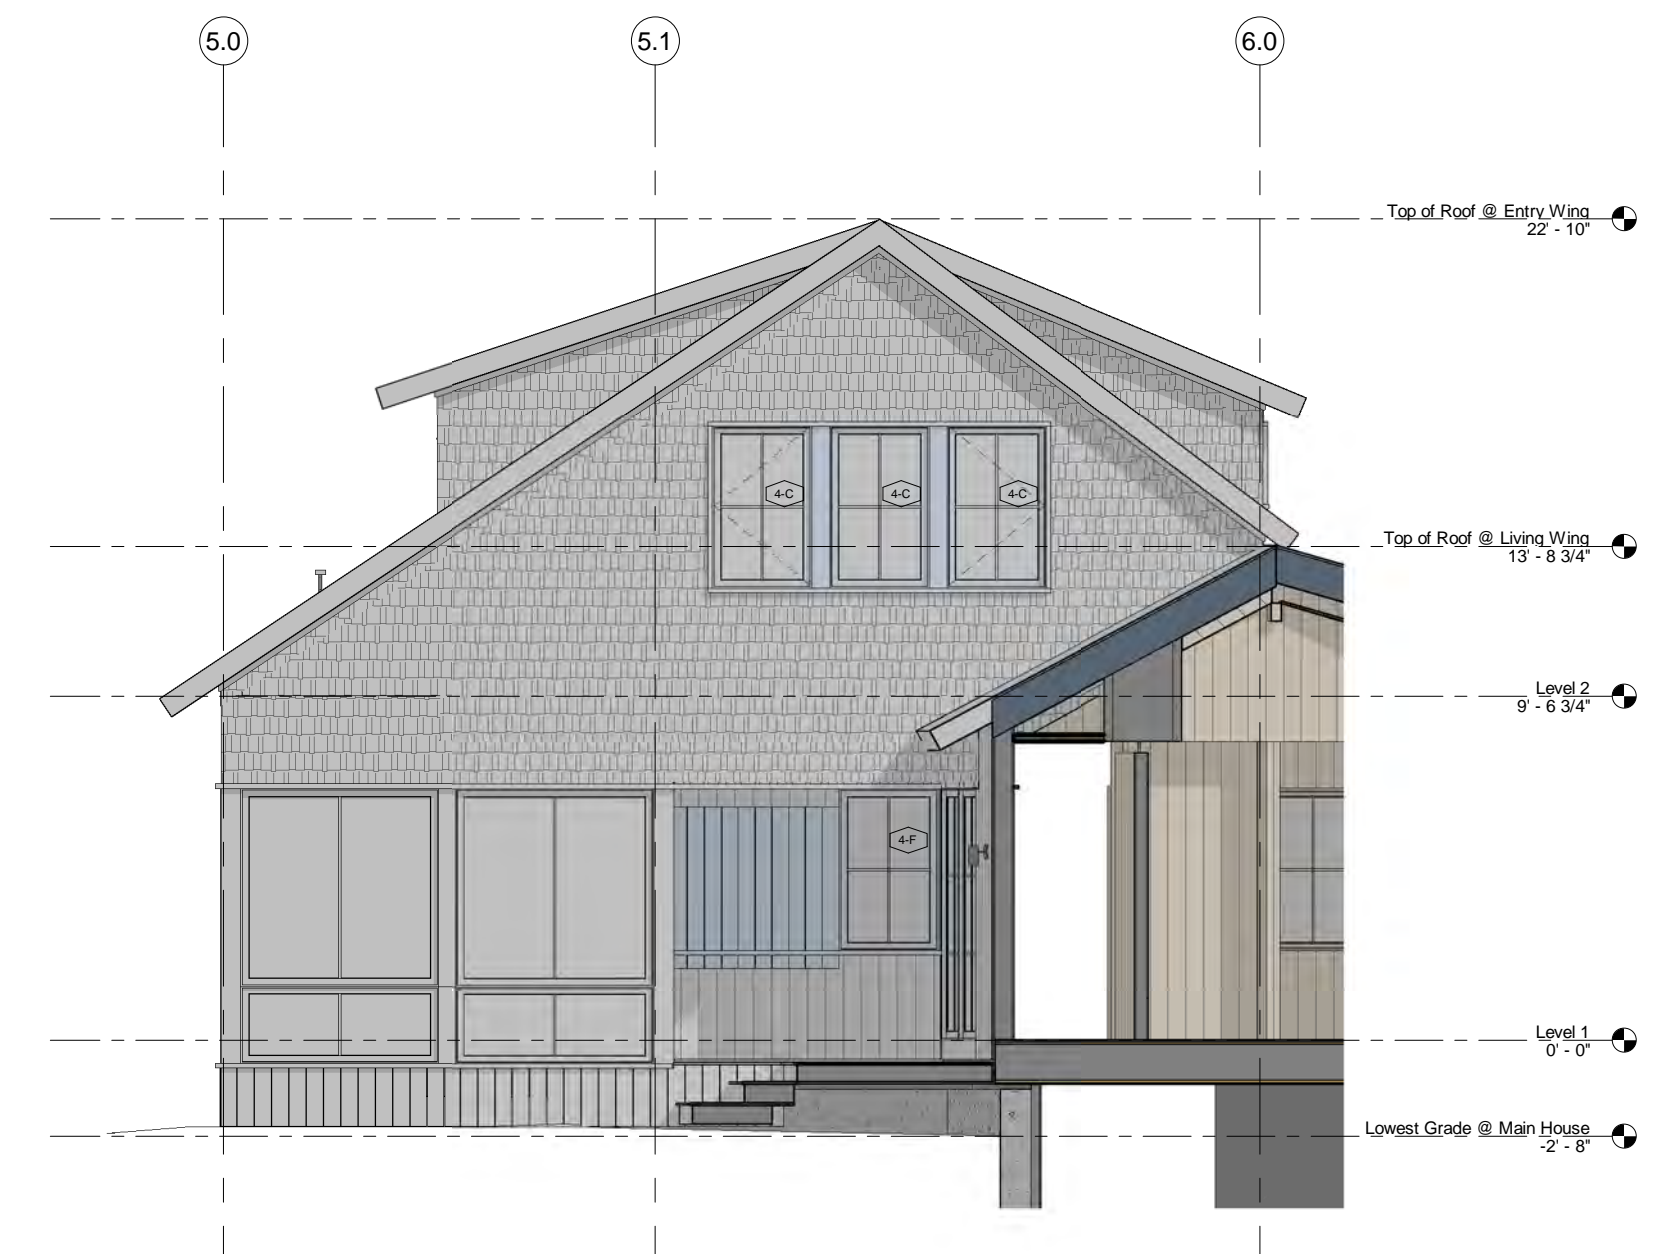 5.0
5.1
6.0
Top of Roof @ Entry Wing
22' - 10"
4-C
4-C
4-C
Top of Roof @ Living Wing
13' - 8 3/4"
Level 2
9' - 6 3/4"
4-F
Level 1
0' - 0"
Lowest Grade @ Main House
-2' - 8"